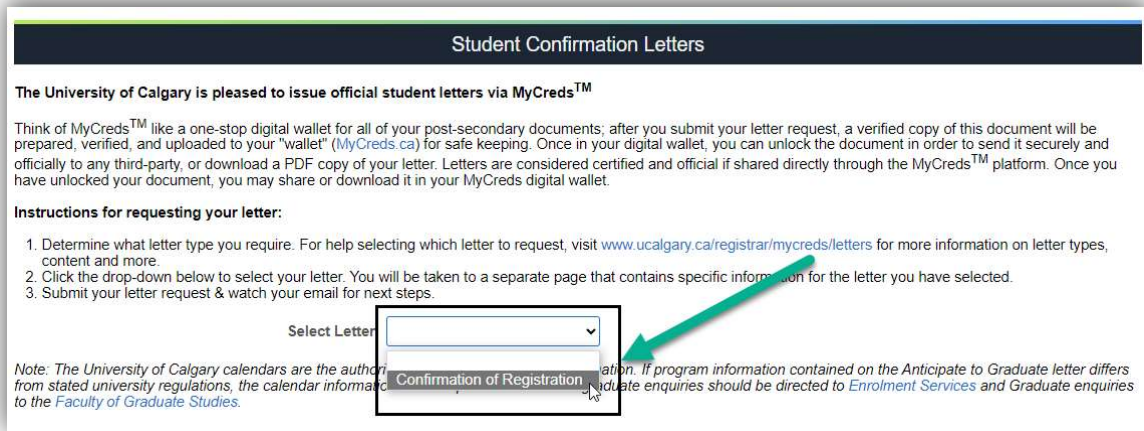 Student Confirmation Letters
The University of Calgary is pleased to issue official student letters via MyCreds™
Think of MyCreds™ like a one-stop digital wallet for all of your post-secondary documents; after you submit your letter request, a verified copy of this document will be
prepared, verified, and uploaded to your "wallet" (MyCreds.ca) for safe keeping. Once in your digital wallet, you can unlock the document in order to send it securely and
officially to any third-party, or download a PDF copy of your letter. Letters are considered certified and official if shared directly through the MyCreds™ platform. Once you
have unlocked your document, you may share or download it in your MyCreds digital wallet.
Instructions for requesting your letter:
1. Determine what letter type you require. For help selecting which letter to request, visit www.ucalgary.ca/registrar/mycreds/letters for more information on letter types,
content and more.
2. Click the drop-down below to select your letter. You will be taken to a separate page that contains specific information for the letter you have selected.
3. Submit your letter request & watch your email for next steps.
Select Letter
Confirmation of Registration
Note: The University of Calgary calendars are the If program information contained on the Anticipate to Graduate letter differs
from stated university regulations, the calendar enquiries should be directed to Enrolment Services and Graduate enquiries
to the Faculty of Graduate Studies.